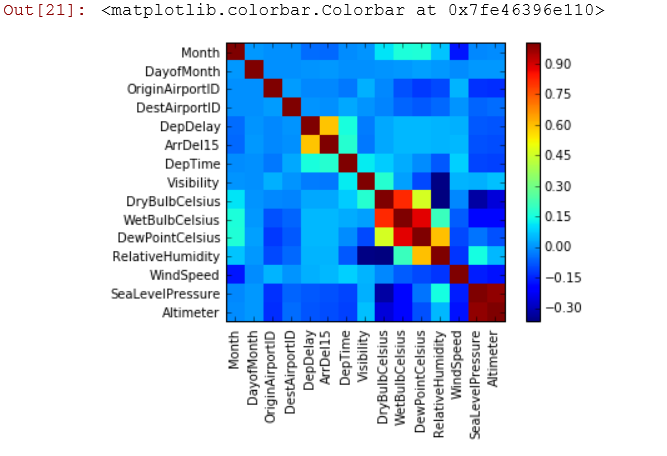 Out[21]: <matplotlib.colorbar.Colorbar at 0x7fe46396e110>
Month
DayofMonth
OriginAirportID
DestAirportID
DepDelay
ArrDel15
DepTime
Visibility
DryBulbCelsius
WetBulbCelsius
DewPointCelsius
RelativeHumidity
WindSpeed
SeaLevelPressure
Altimeter
Month
DayofMonth
OriginAirportID
DestAirportID
DepDelay
ArrDel15
DepTime
Visibility
DryBulbCelsius
WetBulbCelsius
DewPointCelsius
RelativeHumidity
WindSpeed
SeaLevelPressure
Altimeter
0.90
0.75
0.60
0.45
0.30
0.15
0.00
−0.15
−0.30